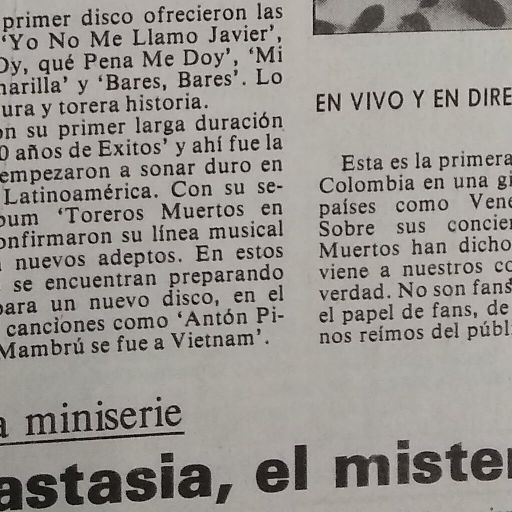 primer disco ofrecieron las
'Yo No Me Llamo Javier',
Oy, qué Pena Me Doy', 'Mi
arilla' y 'Bares, Bares'. Lo
ura y torera historia.
on su primer larga duración
0 años de Exitos' y ahí fue la
empezaron a sonar duro en
Latinoamérica. Con su se-
bum 'Toreros Muertos en
onfirmaron su línea musical
nuevos adeptos. En estos
se encuentran preparando
para un nuevo disco, en el
canciones como 'Antón Pi-
Mambrú se fue a Vietnam'.
a miniserie
astasia, el mister
EN VIVO Y EN DIRE
Esta es la primera
Colombia en una gi
países como Vene
Sobre sus concier
Muertos han dicho
viene a nuestros co
verdad. No son fans
el papel de fans, de
nos reímos del públi